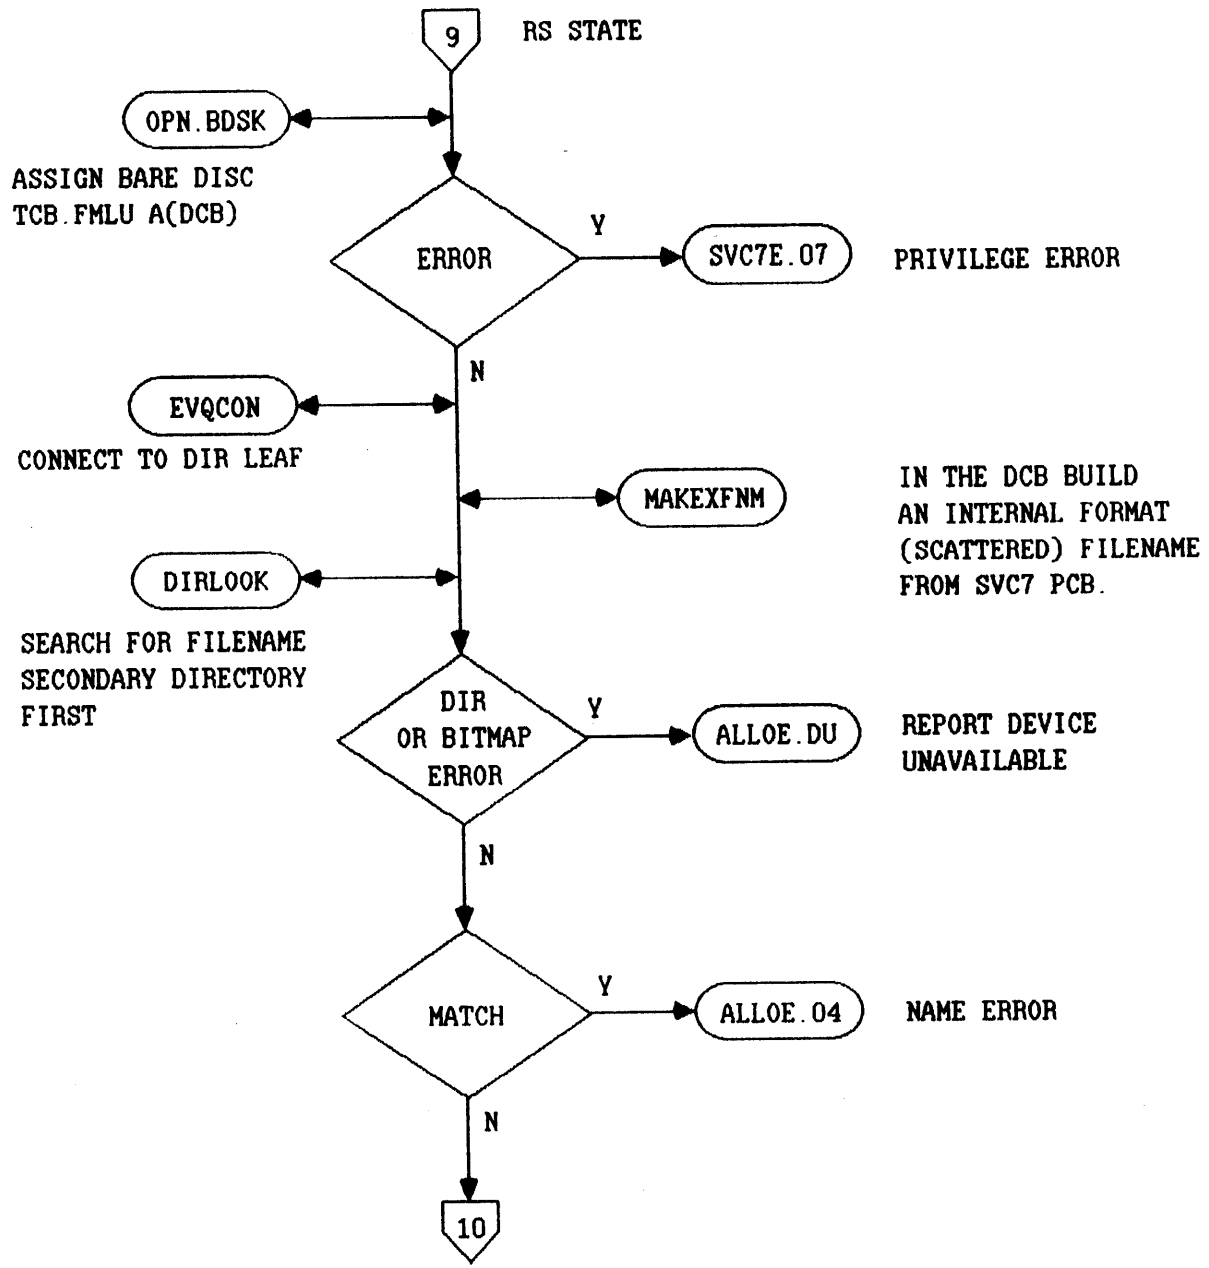 9 RS STATE
OPN.BDSK
ASSIGN BARE DISC
TCB.FMLU A(DCB)
ERROR
Y
SVC7E.07
PRIVILEGE ERROR
N
EVQCON
CONNECT TO DIR LEAF
MAKEXFNM
IN THE DCB BUILD
AN INTERNAL FORMAT
(SCATTERED) FILENAME
FROM SVC7 PCB.
DIRLOOK
SEARCH FOR FILENAME
SECONDARY DIRECTORY
FIRST
DIR
OR BITMAP
ERROR
Y
ALLOE.DU
REPORT DEVICE
UNAVAILABLE
N
MATCH
Y
ALLOE.04
NAME ERROR
N
10